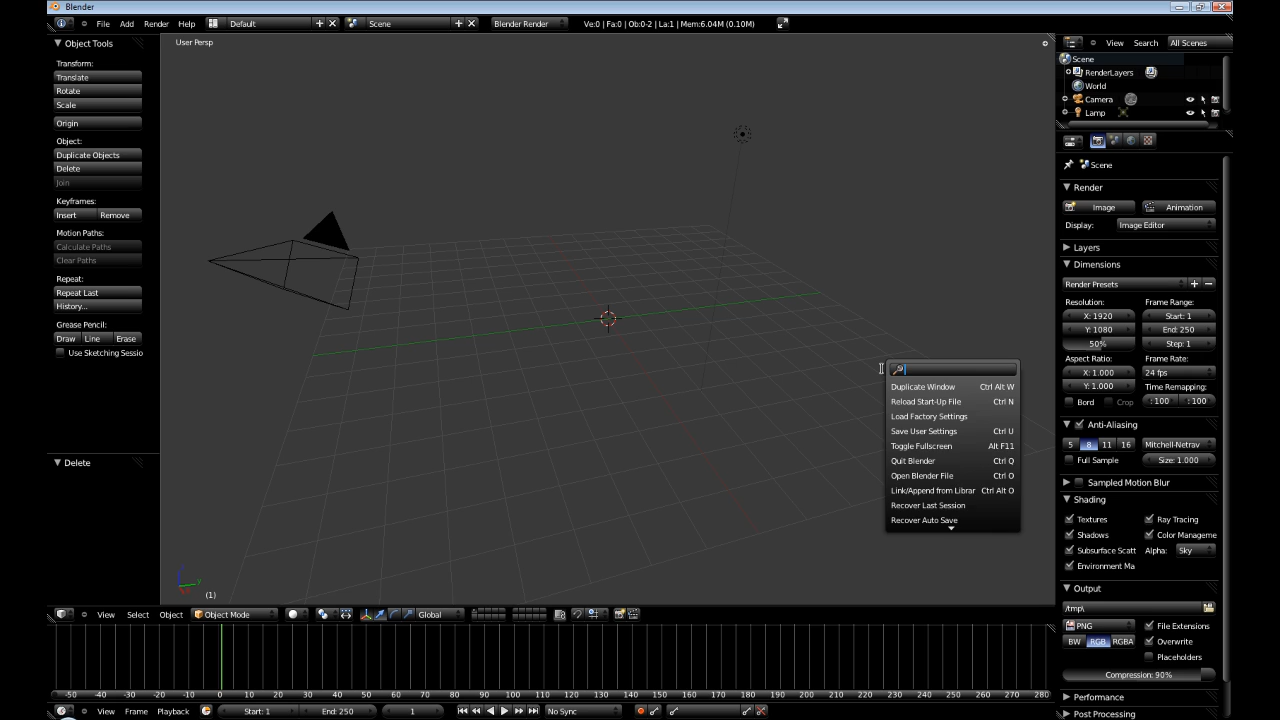 Blender
File Add Render Help Default Scene Blender Render Ve:0 | Fa:0 | Ob:0-2 | La:1 | Mem:6.04M (0.10M)
Object Tools
Transform:
Translate
Rotate
Scale
Origin
Object:
Duplicate Objects
Delete
Join
Keyframes:
Insert Remove
Motion Paths:
Calculate Paths
Clear Paths
Repeat:
Repeat Last
History...
Grease Pencil:
Draw Line Erase
Use Sketching Sessio
Delete
User Persp
(1)
Duplicate Window Ctrl Alt W
Reload Start-Up File Ctrl N
Load Factory Settings
Save User Settings Ctrl U
Toggle Fullscreen Alt F11
Quit Blender Ctrl Q
Open Blender File Ctrl O
Link/Append from Librar Ctrl Alt O
Recover Last Session
Recover Auto Save
View Select Object Object Mode Global
-50 -40 -30 -20 -10 0 10 20 30 40 50 60 70 80 90 100 110 120 130 140 150 160 170 180 190 200 210 220 230 240 250 260 270 280
View Frame Playback Start: 1 End: 250 1 No Sync
View Search All Scenes
Scene
RenderLayers
World
Camera
Lamp
Scene
Render
Image Animation
Display: Image Editor
Layers
Dimensions
Render Presets
Resolution: Frame Range:
X: 1920 Start: 1
Y: 1080 End: 250
50% Step: 1
Aspect Ratio: Frame Rate:
X: 1.000 24 fps
Y: 1.000 Time Remapping:
Bord Crop :100 :100
Anti-Aliasing
5 8 11 16 Mitchell-Netrav
Full Sample Size: 1.000
Sampled Motion Blur
Shading
Textures Ray Tracing
Shadows Color Manageme
Subsurface Scatt Alpha: Sky
Environment Ma
Output
/tmp\
PNG File Extensions
BW RGB RGBA Overwrite
Placeholders
Compression: 90%
Performance
Post Processing